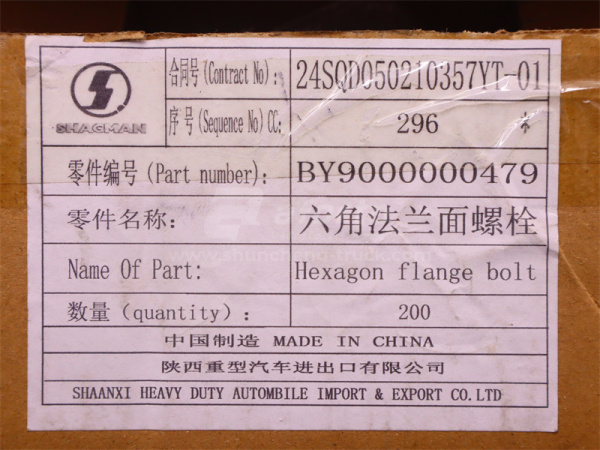 SHACMAN
合同号(Contract No): 24SQD050210357YT-01
序号(Sequence No)CC: 296 *
零件编号(Part number): BY9000000479
零件名称: 六角法兰面螺栓
Name Of Part: Hexagon flange bolt
数量(quantity): 200
中国制造 MADE IN CHINA
陕西重型汽车进出口有限公司
SHAANXI HEAVY DUTY AUTOMBILE IMPORT & EXPORT CO.LTD